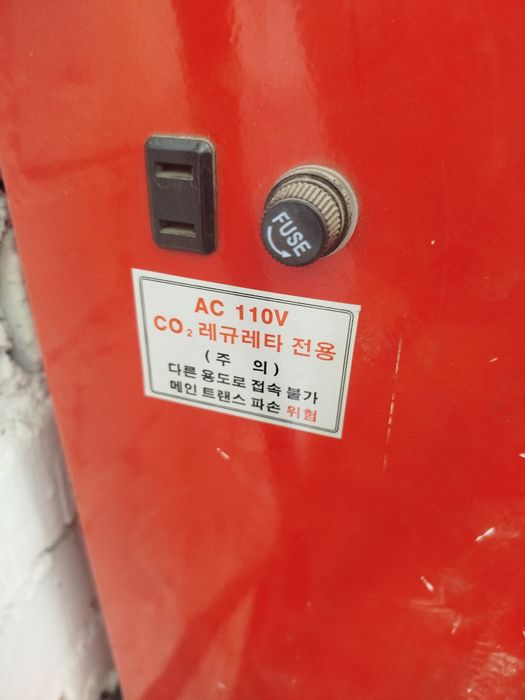 FUSE
AC 110V
CO₂ 레규레타 전용
(주 의)
다른 용도로 접속 불가
메인 트랜스 파손 위험